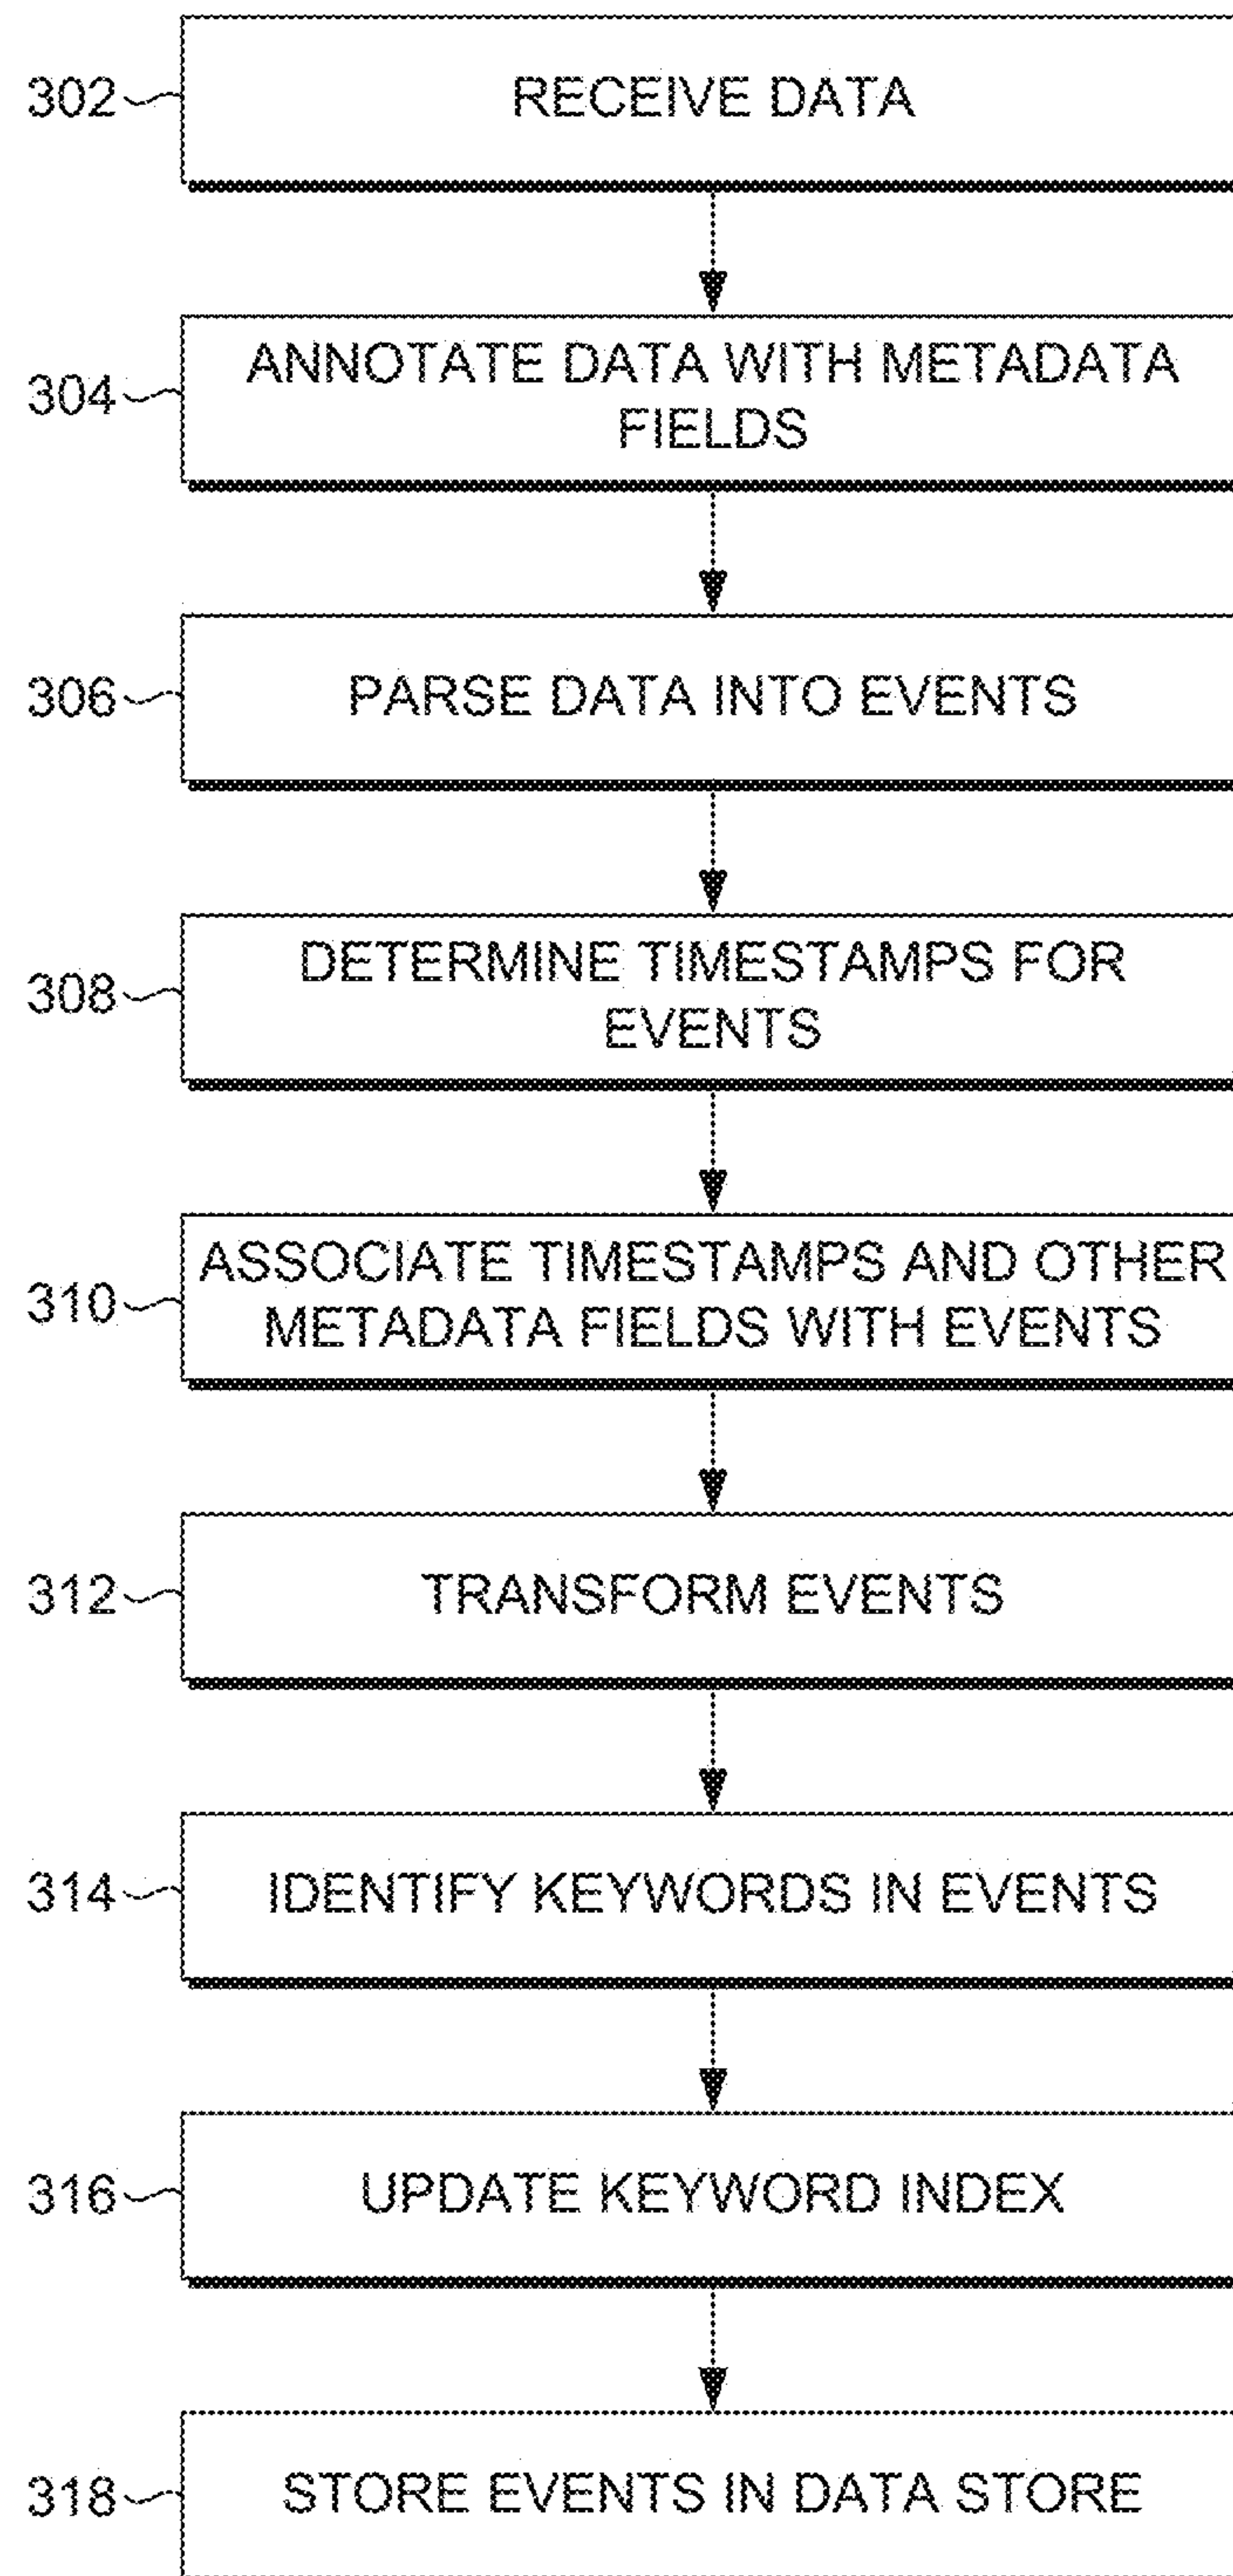 302
RECEIVE DATA
304
ANNOTATE DATA WITH METADATA
FIELDS
306
PARSE DATA INTO EVENTS
308
DETERMINE TIMESTAMPS FOR
EVENTS
310
ASSOCIATE TIMESTAMPS AND OTHER
METADATA FIELDS WITH EVENTS
312
TRANSFORM EVENTS
314
IDENTIFY KEYWORDS IN EVENTS
316
UPDATE KEYWORD INDEX
318
STORE EVENTS IN DATA STORE